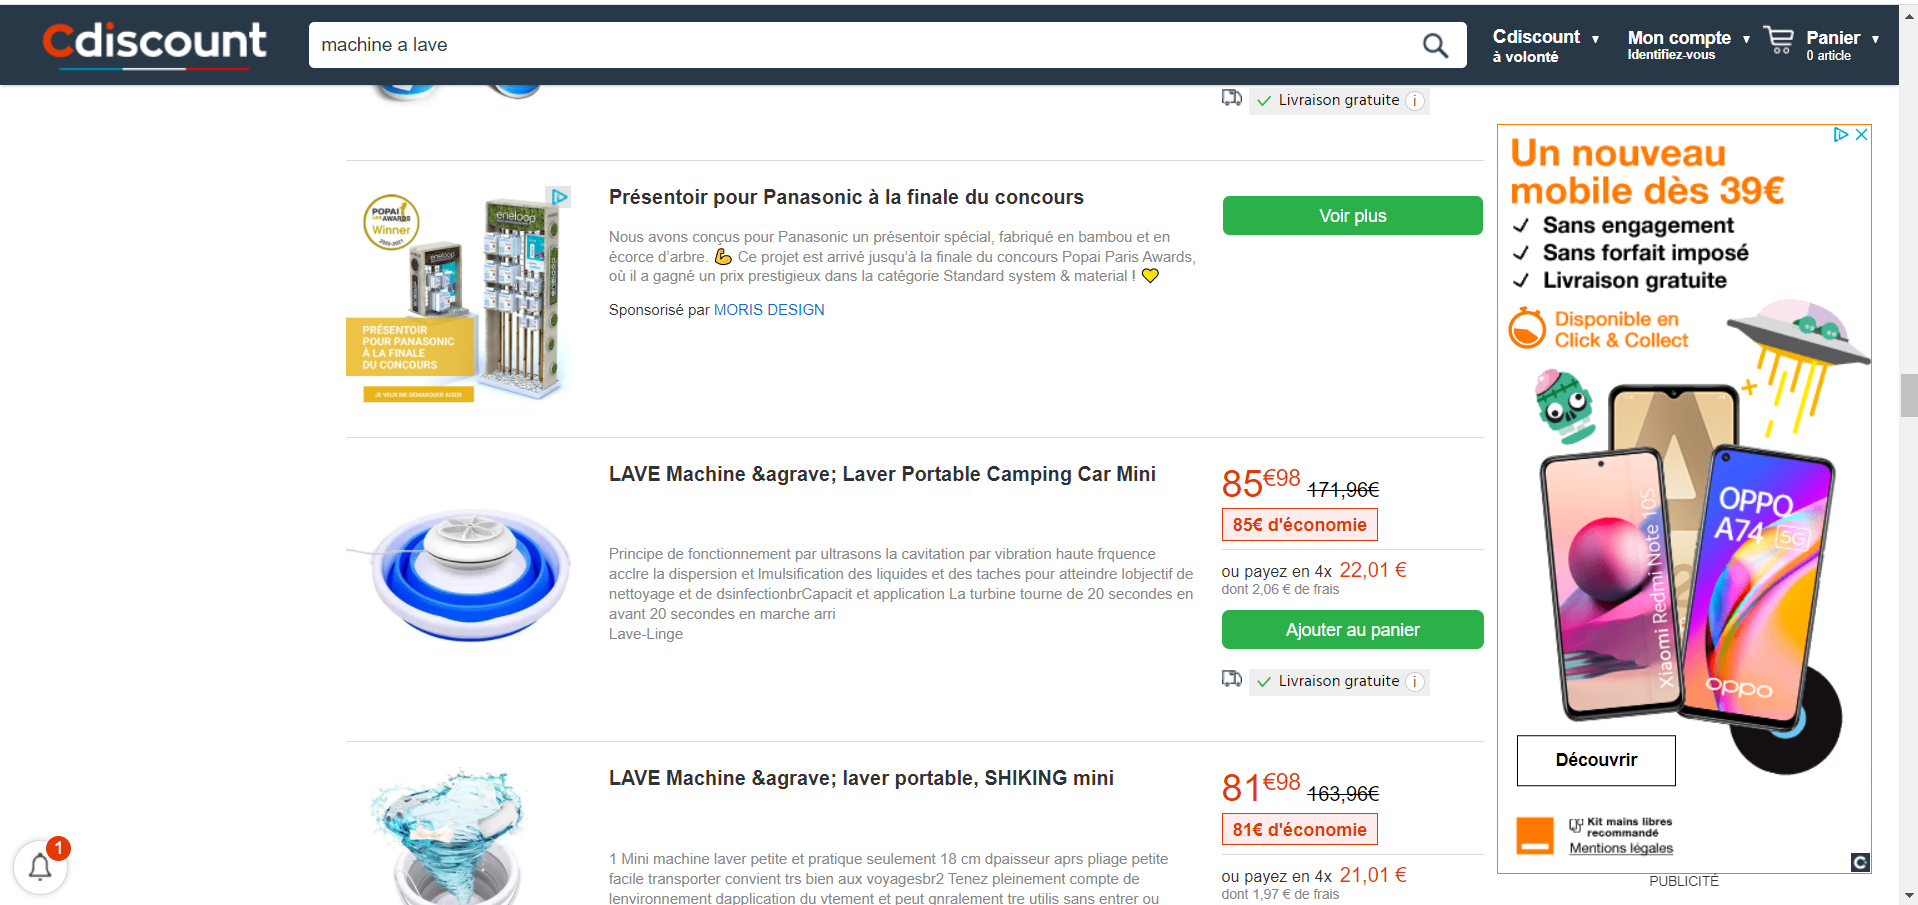 Cdiscount
machine a lave
Cdiscount
à volonté
Mon compte
Identifiez-vous
Panier
0 article
Livraison gratuite
POPAI
AWARDS
Winner
2020-2021
eneloop
eneloop
PRÉSENTOIR
POUR PANASONIC
À LA FINALE
DU CONCOURS
JE VEUX ME DÉMARQUER AUSSI
Présentoir pour Panasonic à la finale du concours
Nous avons conçus pour Panasonic un présentoir spécial, fabriqué en bambou et en
écorce d'arbre. 💪 Ce projet est arrivé jusqu'à la finale du concours Popai Paris Awards,
où il a gagné un prix prestigieux dans la catégorie Standard system & material ! 💛
Sponsorisé par MORIS DESIGN
Voir plus
LAVE Machine &agrave; Laver Portable Camping Car Mini
Principe de fonctionnement par ultrasons la cavitation par vibration haute frquence
acclre la dispersion et lmulsification des liquides et des taches pour atteindre lobjectif de
nettoyage et de dsinfectionbrCapacit et application La turbine tourne de 20 secondes en
avant 20 secondes en marche arri
Lave-Linge
85€98 171,96€
85€ d'économie
ou payez en 4x 22,01 €
dont 2,06 € de frais
Ajouter au panier
Livraison gratuite
LAVE Machine &agrave; laver portable, SHIKING mini
1 Mini machine laver petite et pratique seulement 18 cm dpaisseur aprs pliage petite
facile transporter convient trs bien aux voyagesbr2 Tenez pleinement compte de
lenvironnement dapplication du vtement et peut gnralement tre utilis sans entrer ou
81€98 163,96€
81€ d'économie
ou payez en 4x 21,01 €
dont 1,97 € de frais
Un nouveau
mobile dès 39€
Sans engagement
Sans forfait imposé
Livraison gratuite
Disponible en
Click & Collect
Xiaomi Redmi Note 10S
OPPO
A74 5G
oppo
Découvrir
Kit mains libres
recommandé
Mentions légales
PUBLICITÉ
1